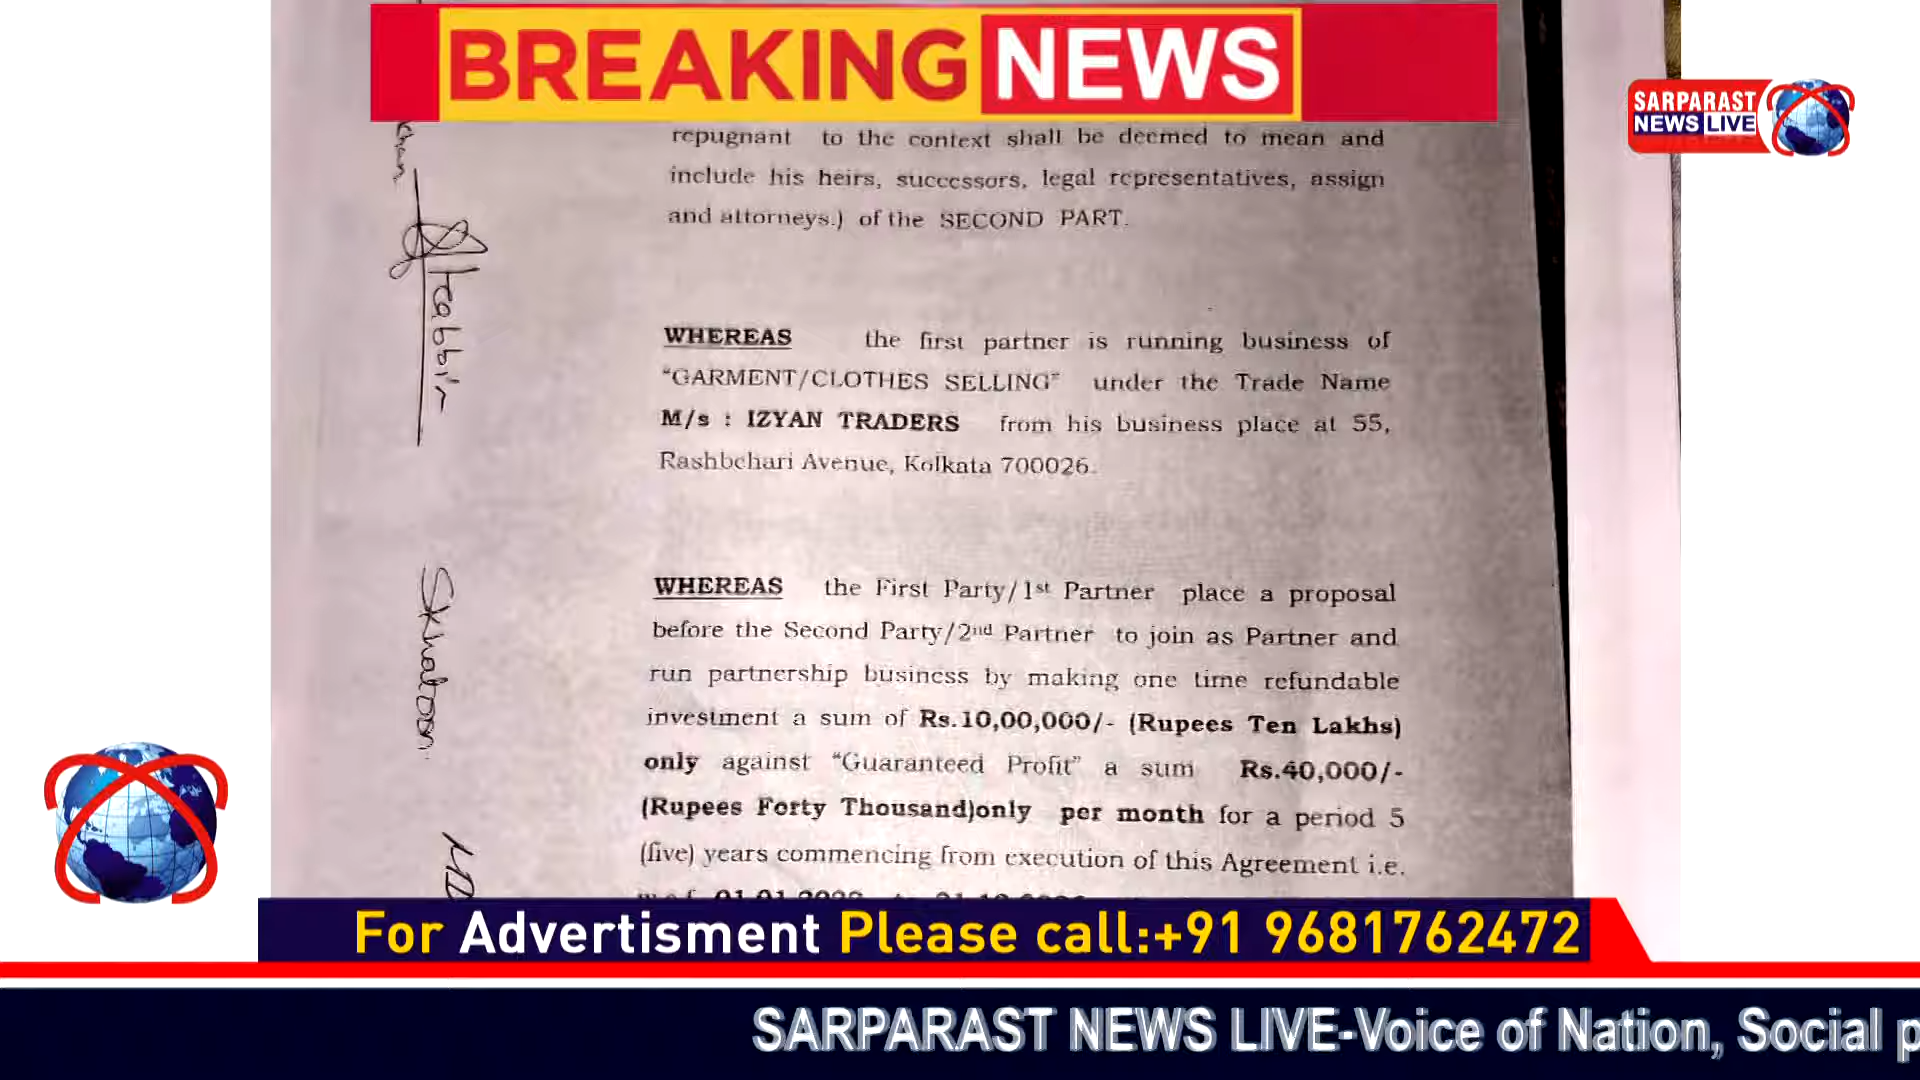 BREAKING NEWS
SARPARAST
NEWS LIVE
repugnant to the context shall be deemed to mean and
include his heirs, successors, legal representatives, assign
and attorneys.) of the SECOND PART.
WHEREAS the first partner is running business of
"GARMENT/CLOTHES SELLING" under the Trade Name
M/s : IZYAN TRADERS from his business place at 55,
Rashbehari Avenue, Kolkata 700026.
WHEREAS the First Party/1st Partner place a proposal
before the Second Party/2nd Partner to join as Partner and
run partnership business by making one time refundable
investment a sum of Rs.10,00,000/- (Rupees Ten Lakhs)
only against "Guaranteed Profit" a sum Rs.40,000/-
(Rupees Forty Thousand)only per month for a period 5
(five) years commencing from execution of this Agreement i.e.
Skhatoon
MD
For Advertisment Please call:+91 9681762472
SARPARAST NEWS LIVE-Voice of Nation, Social p